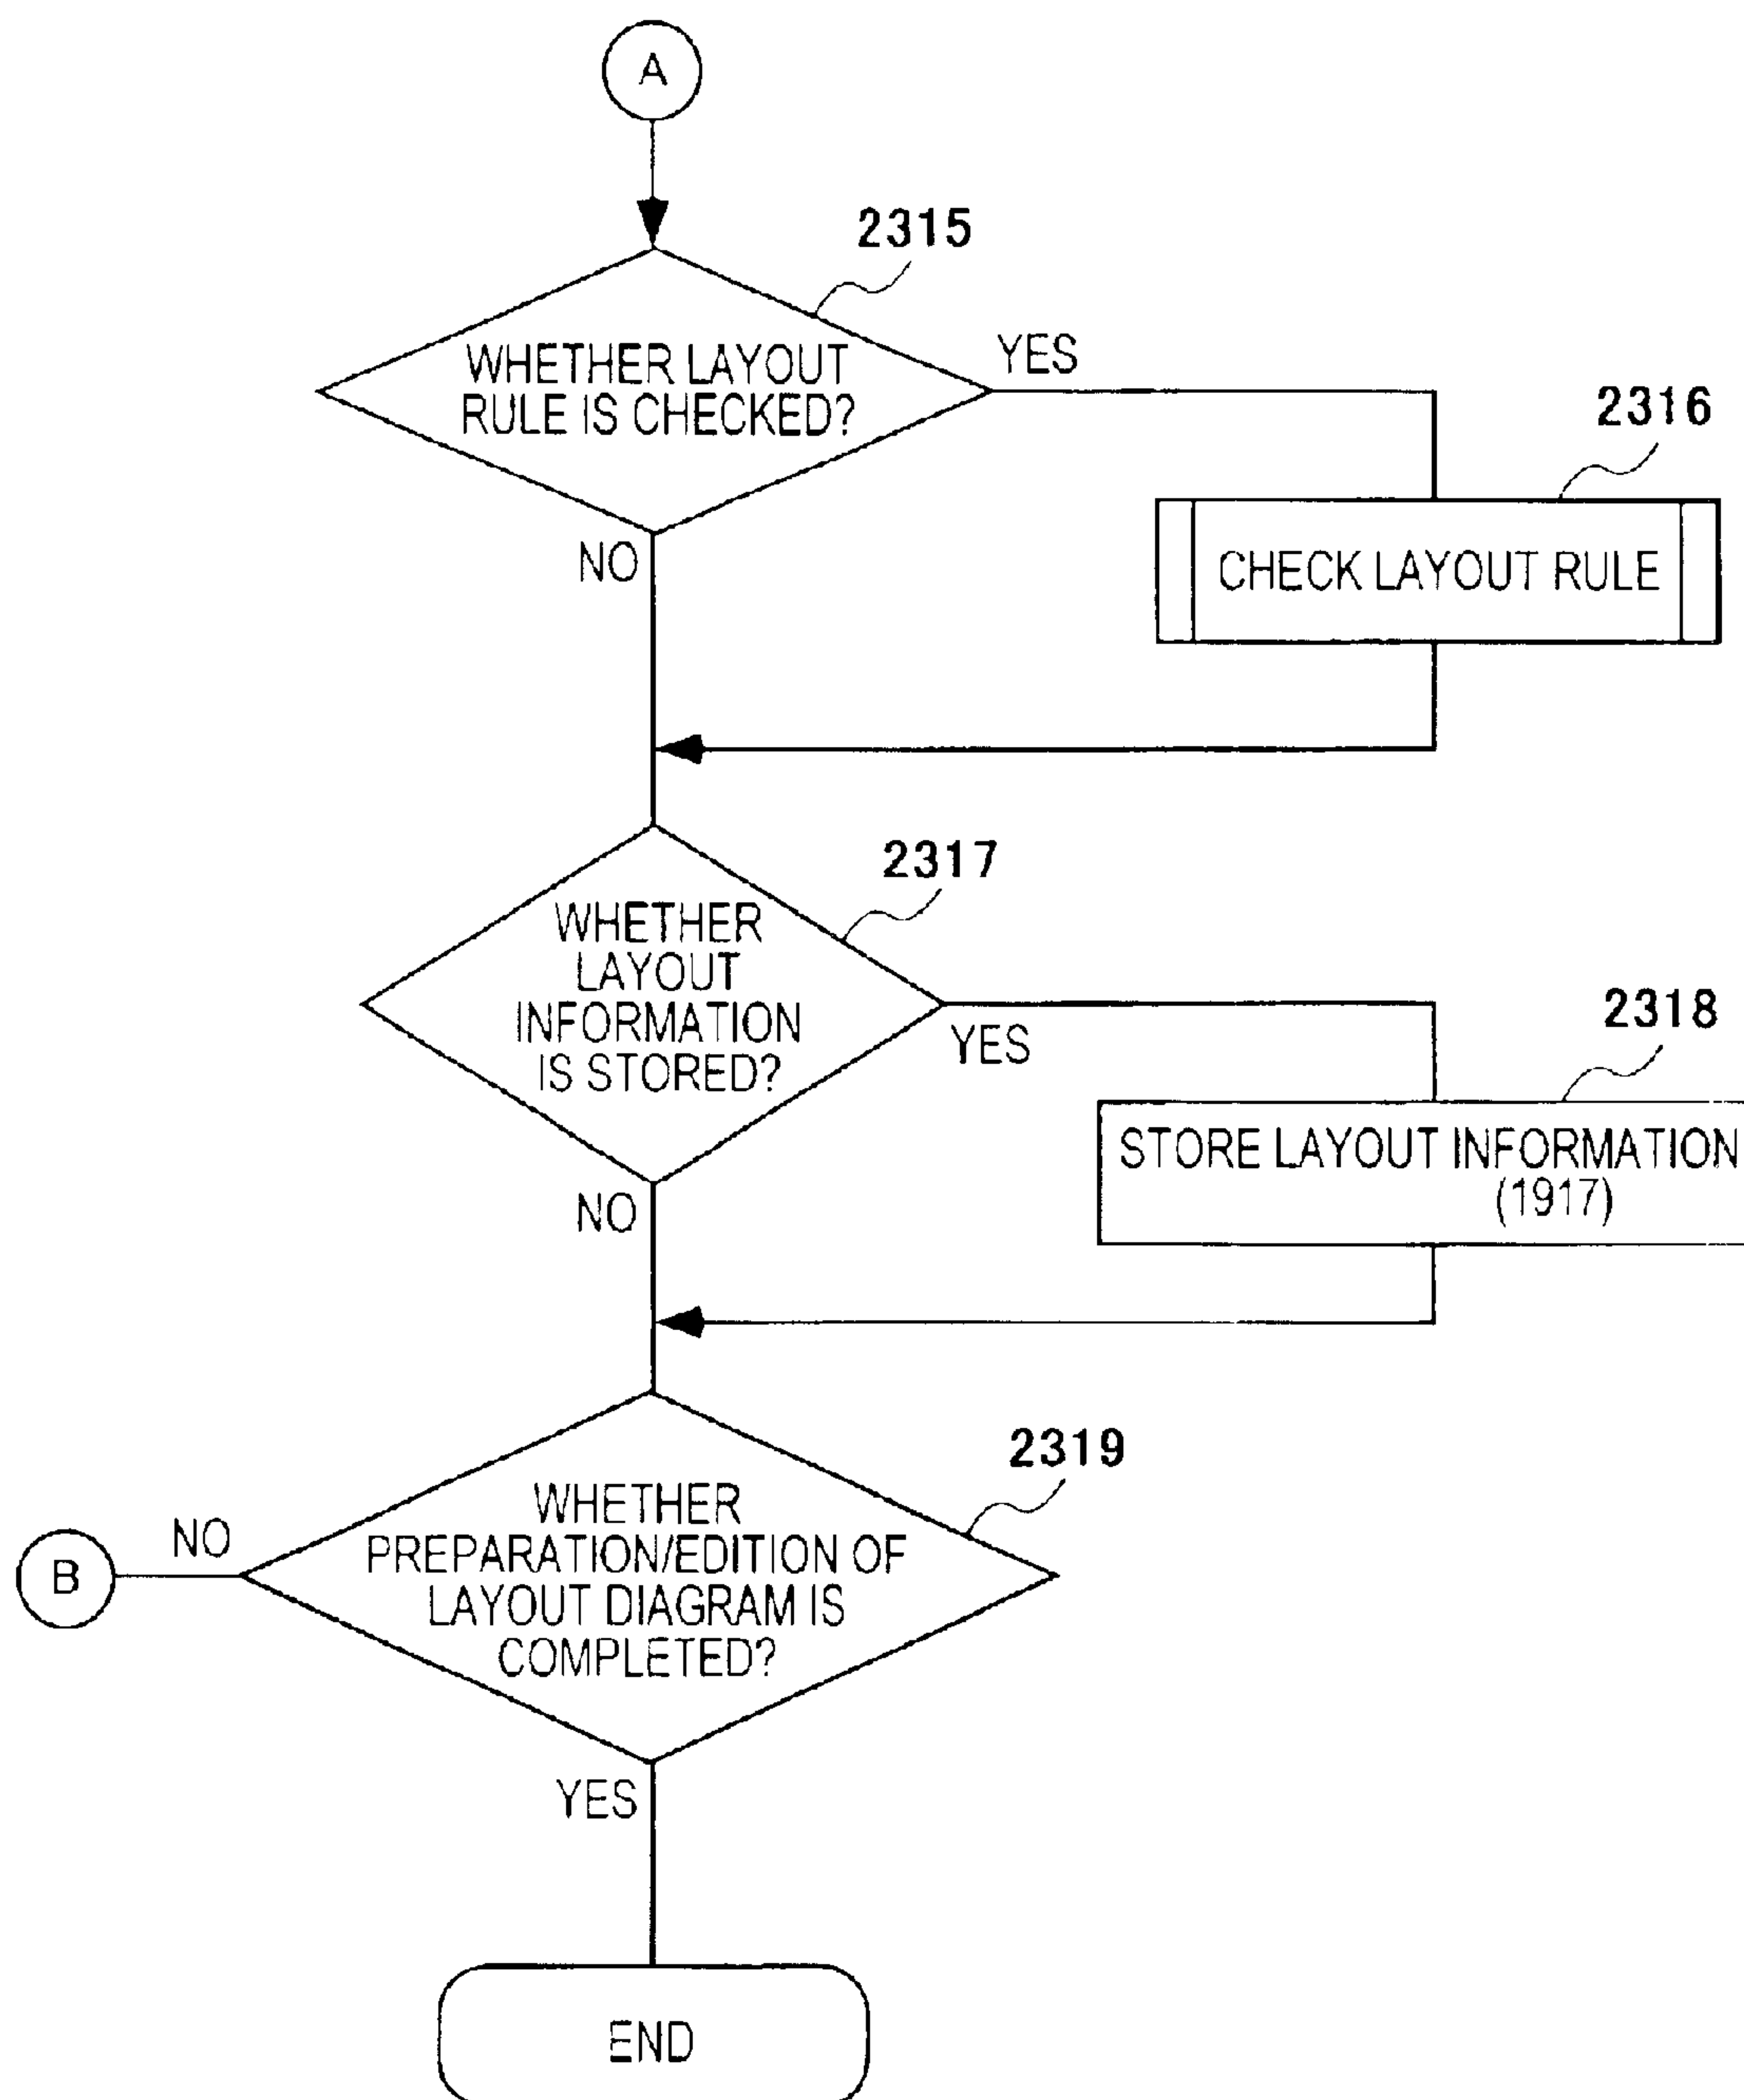 A
2315
WHETHER LAYOUT
RULE IS CHECKED?
YES
2316
CHECK LAYOUT RULE
NO
2317
WHETHER
LAYOUT
INFORMATION
IS STORED?
YES
2318
STORE LAYOUT INFORMATION
(1917)
NO
2319
WHETHER
PREPARATION/EDITION OF
LAYOUT DIAGRAM IS
COMPLETED?
NO
B
YES
END